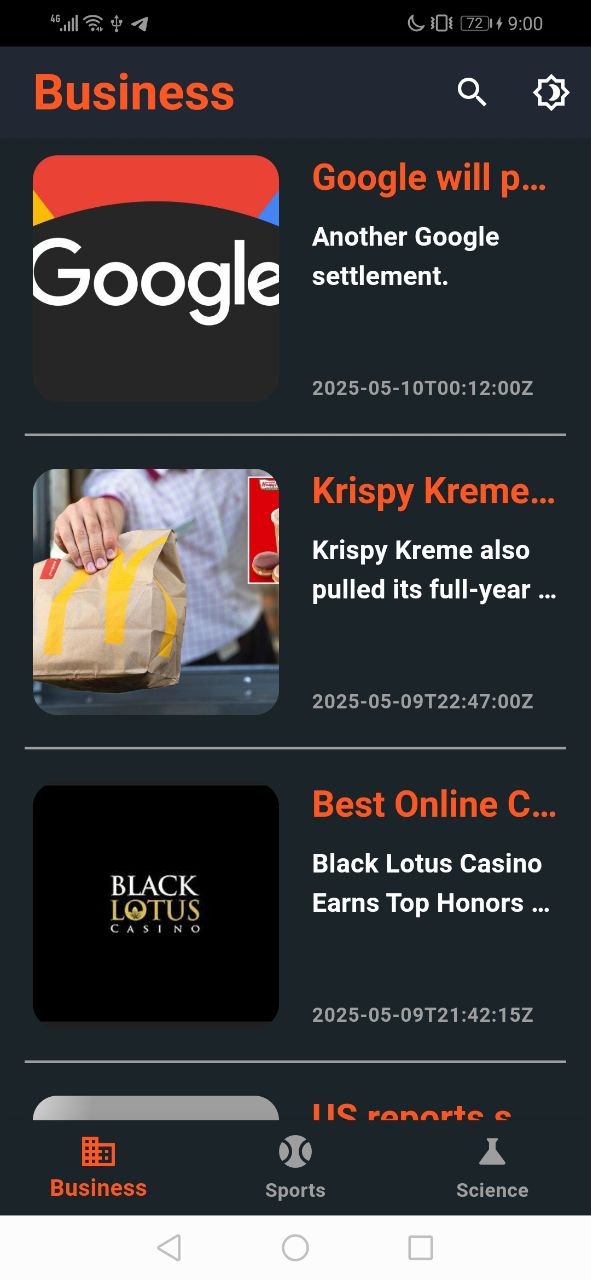 4G 72 9:00
Business
Google
Google will p...
Another Google
settlement.
2025-05-10T00:12:00Z
Krispy Kreme...
Krispy Kreme also
pulled its full-year ...
2025-05-09T22:47:00Z
BLACK
LOTUS
CASINO
Best Online C...
Black Lotus Casino
Earns Top Honors ...
2025-05-09T21:42:15Z
US reports s
Business
Sports
Science